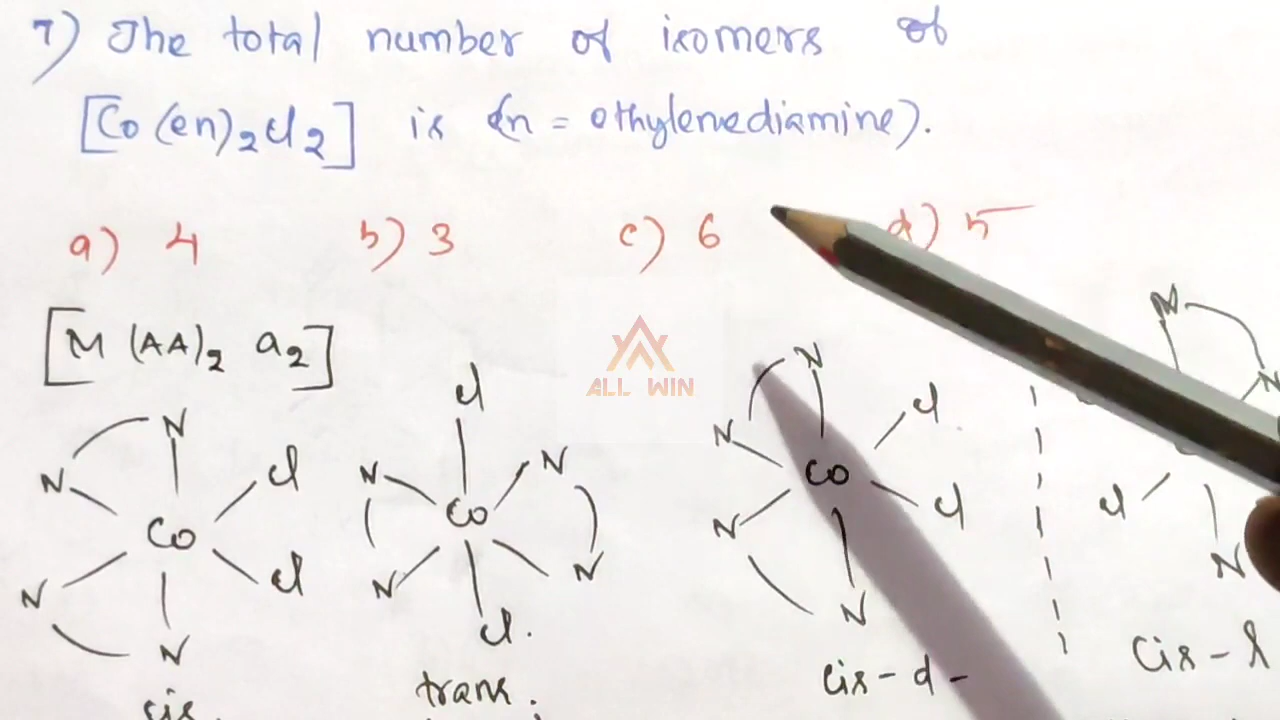 7) The total number of isomers of
[Co(en)₂Cl₂] is (en = ethylenediamine).
a) 4 b) 3 c) 6 d) 5
[M (AA)₂ a₂]
N N Cl Co Cl N N
Cl N N Co N N Cl.
N N Cl Co Cl N N
N N Cl N
cis. trans. cis-d- cis-l
ALL WIN